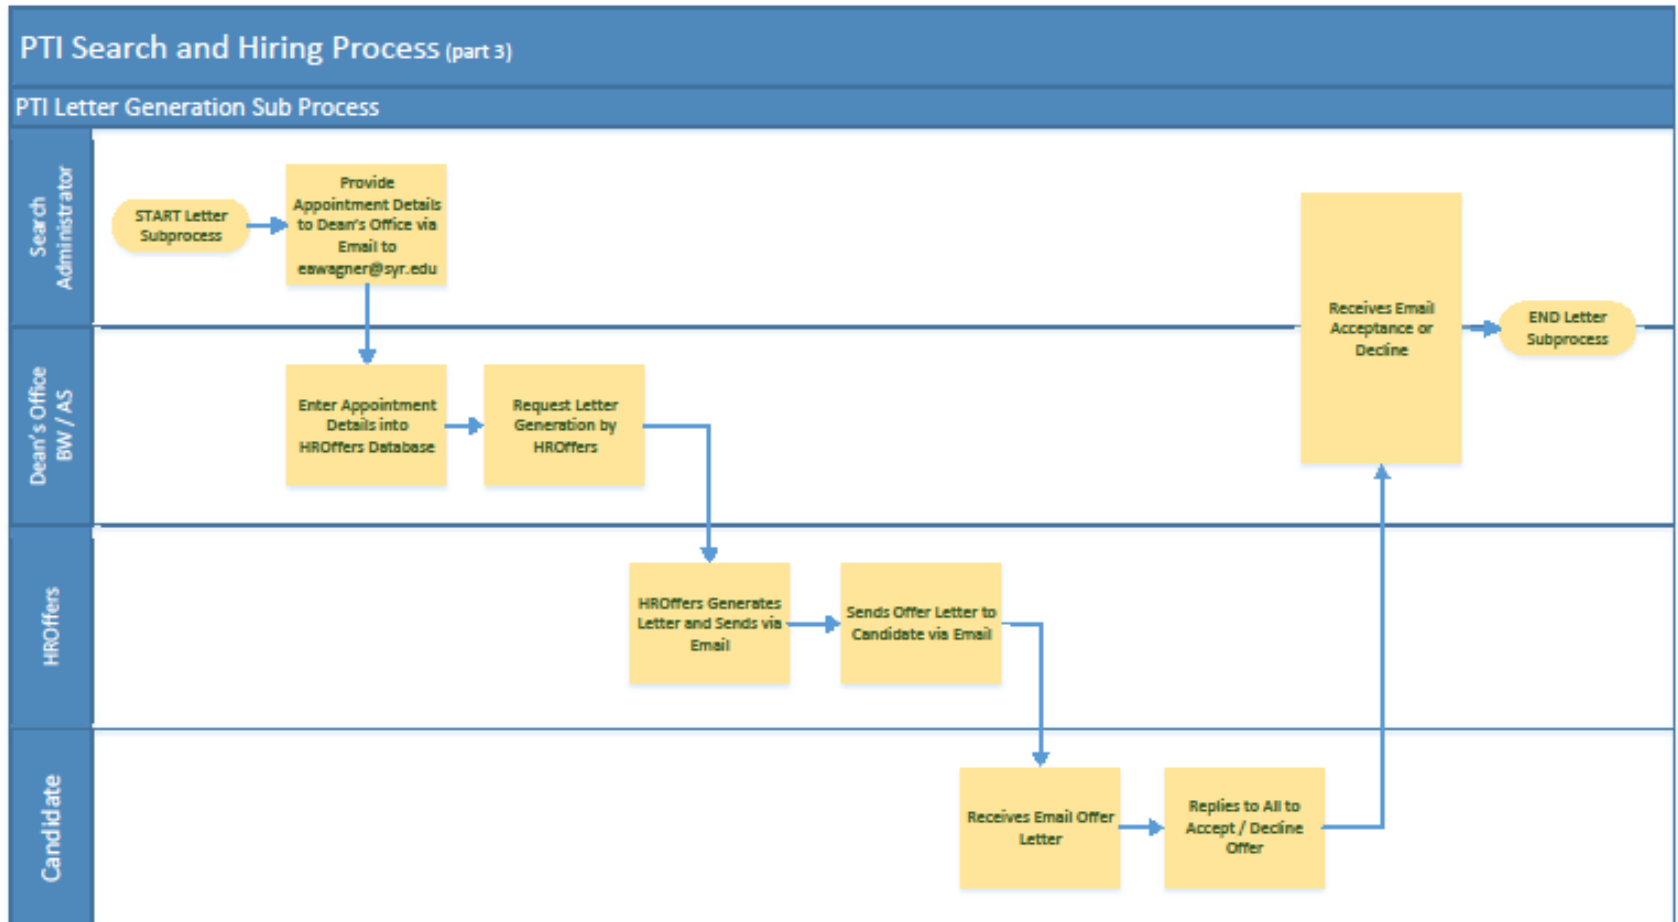 PTI Search and Hiring Process (part 3)
PTI Letter Generation Sub Process
Search
Administrator
START Letter
Subprocess
Provide
Appointment Details
to Dean's Office via
Email to
eawagner@syr.edu
Receives Email
Acceptance or
Decline
END Letter
Subprocess
Dean's Office
BW / AS
Enter Appointment
Details into
HROffers Database
Request Letter
Generation by
HROffers
HROffers
HROffers Generates
Letter and Sends via
Email
Sends Offer Letter to
Candidate via Email
Candidate
Receives Email Offer
Letter
Replies to All to
Accept / Decline
Offer